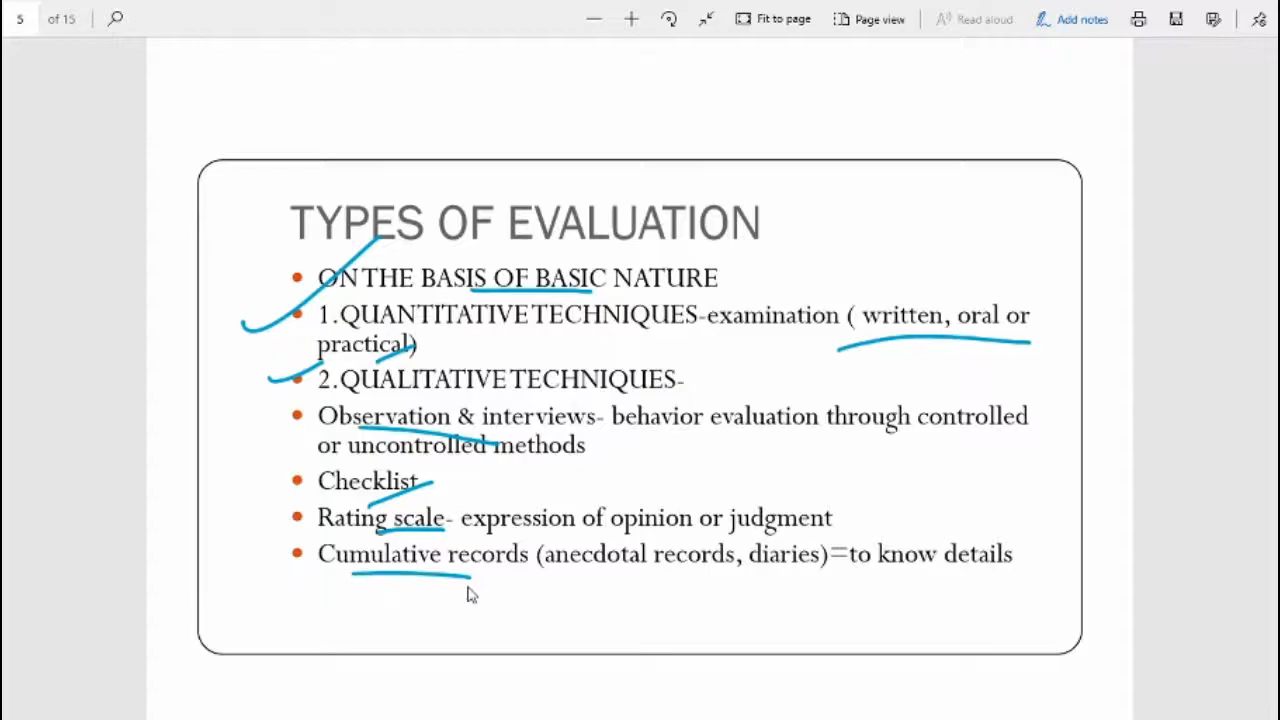 5 of 15 Fit to page Page view Read aloud Add notes
TYPES OF EVALUATION
ON THE BASIS OF BASIC NATURE
1.QUANTITATIVE TECHNIQUES-examination ( written, oral or
practical)
2.QUALITATIVE TECHNIQUES-
Observation & interviews- behavior evaluation through controlled
or uncontrolled methods
Checklist
Rating scale- expression of opinion or judgment
Cumulative records (anecdotal records, diaries)=to know details